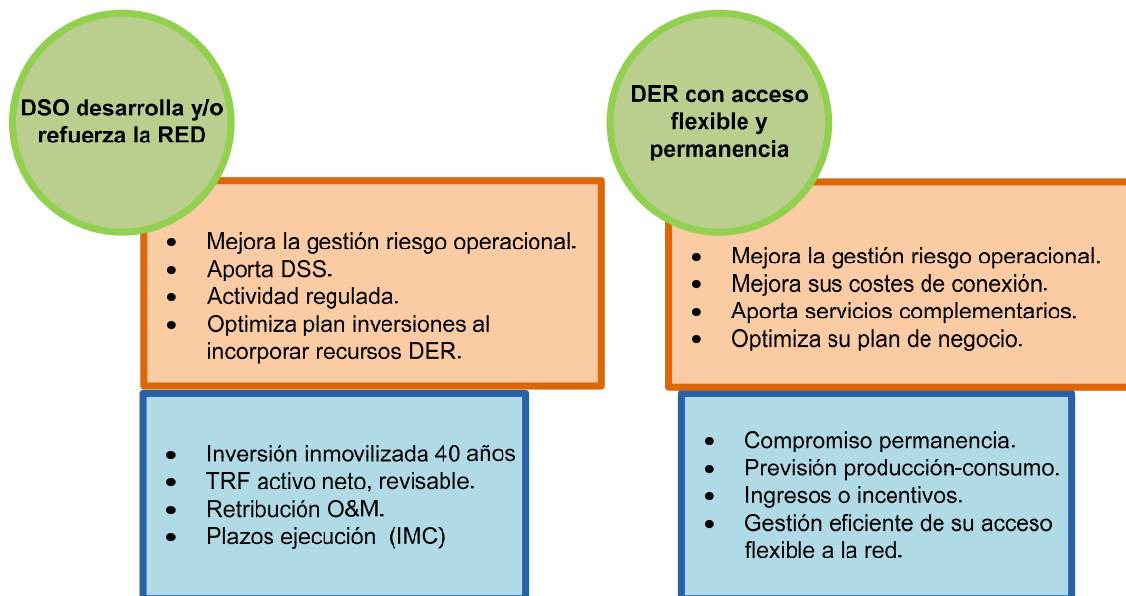 DSO desarrolla y/o
refuerza la RED
• Mejora la gestión riesgo operacional.
• Aporta DSS.
• Actividad regulada.
• Optimiza plan inversiones al
incorporar recursos DER.
• Inversión inmovilizada 40 años
• TRF activo neto, revisable.
• Retribución O&M.
• Plazos ejecución (IMC)
DER con acceso
flexible y
permanencia
• Mejora la gestión riesgo operacional.
• Mejora sus costes de conexión.
• Aporta servicios complementarios.
• Optimiza su plan de negocio.
• Compromiso permanencia.
• Previsión producción-consumo.
• Ingresos o incentivos.
• Gestión eficiente de su acceso
flexible a la red.